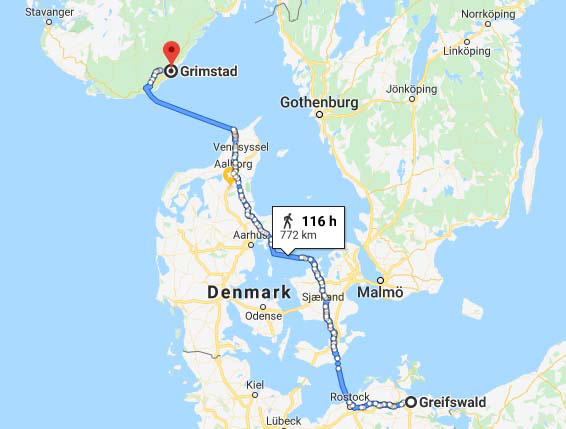 Stavanger
Norrköping
Linköping
Grimstad
Jönköping
Gothenburg
Vendsyssel
Aalborg
116 h
772 km
Aarhus
Denmark
Sjælland
Malmö
Odense
Kiel
Rostock
Greifswald
Lübeck